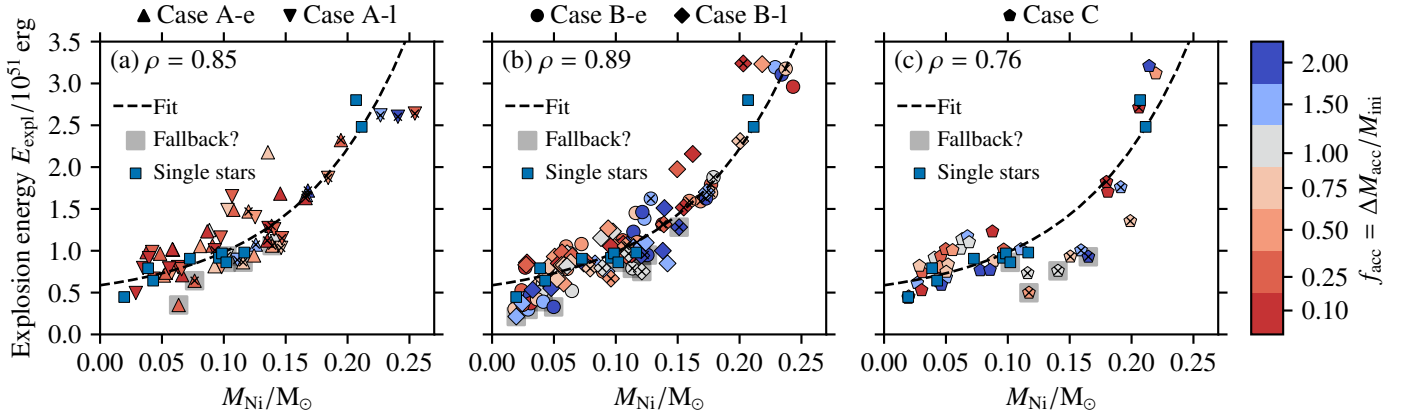 Case A-e Case A-l Case B-e Case B-l Case C
Explosion energy E_expl/10^51 erg
3.5
3.0
2.5
2.0
1.5
1.0
0.5
0.0
(a) ρ = 0.85
Fit
Fallback?
Single stars
0.00 0.05 0.10 0.15 0.20 0.25
M_Ni/M_⊙
(b) ρ = 0.89
Fit
Fallback?
Single stars
0.00 0.05 0.10 0.15 0.20 0.25
M_Ni/M_⊙
(c) ρ = 0.76
Fit
Fallback?
Single stars
0.00 0.05 0.10 0.15 0.20 0.25
M_Ni/M_⊙
2.00
1.50
1.00
0.75
0.50
0.25
0.10
f_acc = ΔM_acc/M_ini